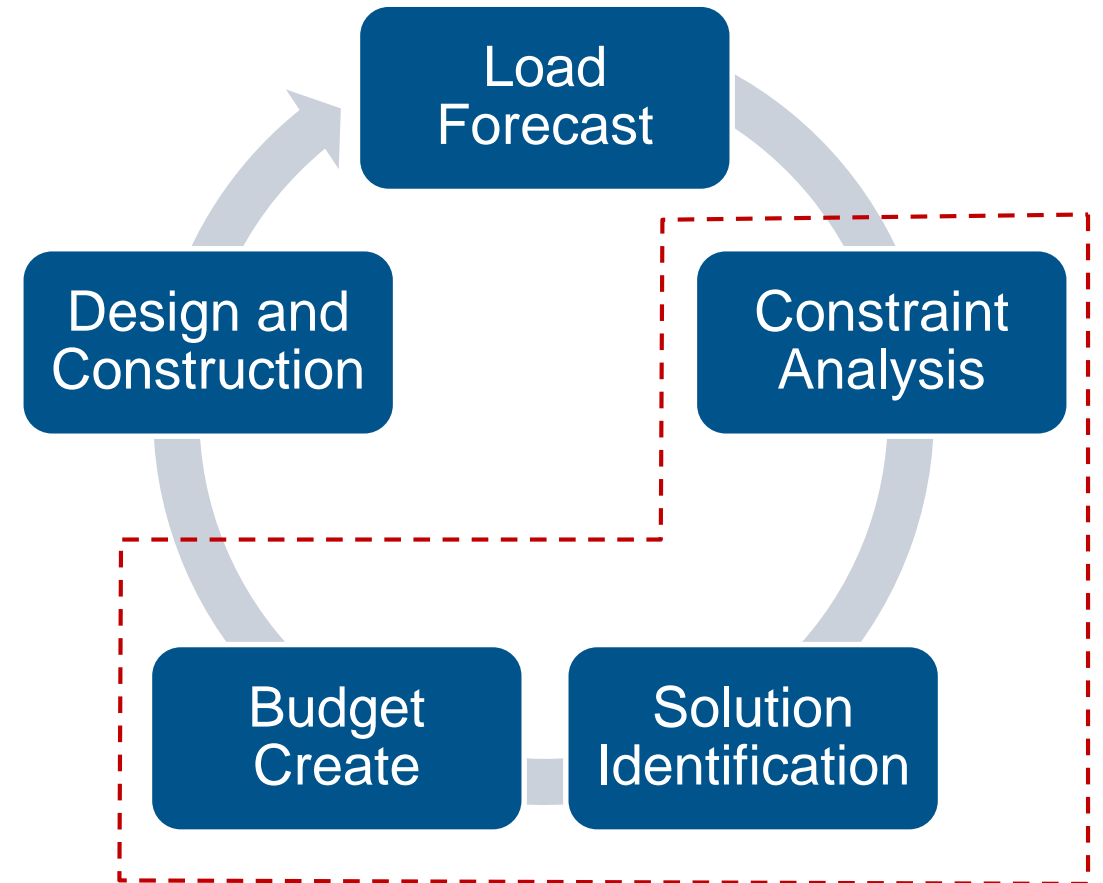 Load
Forecast
Constraint
Analysis
Solution
Identification
Budget
Create
Design and
Construction